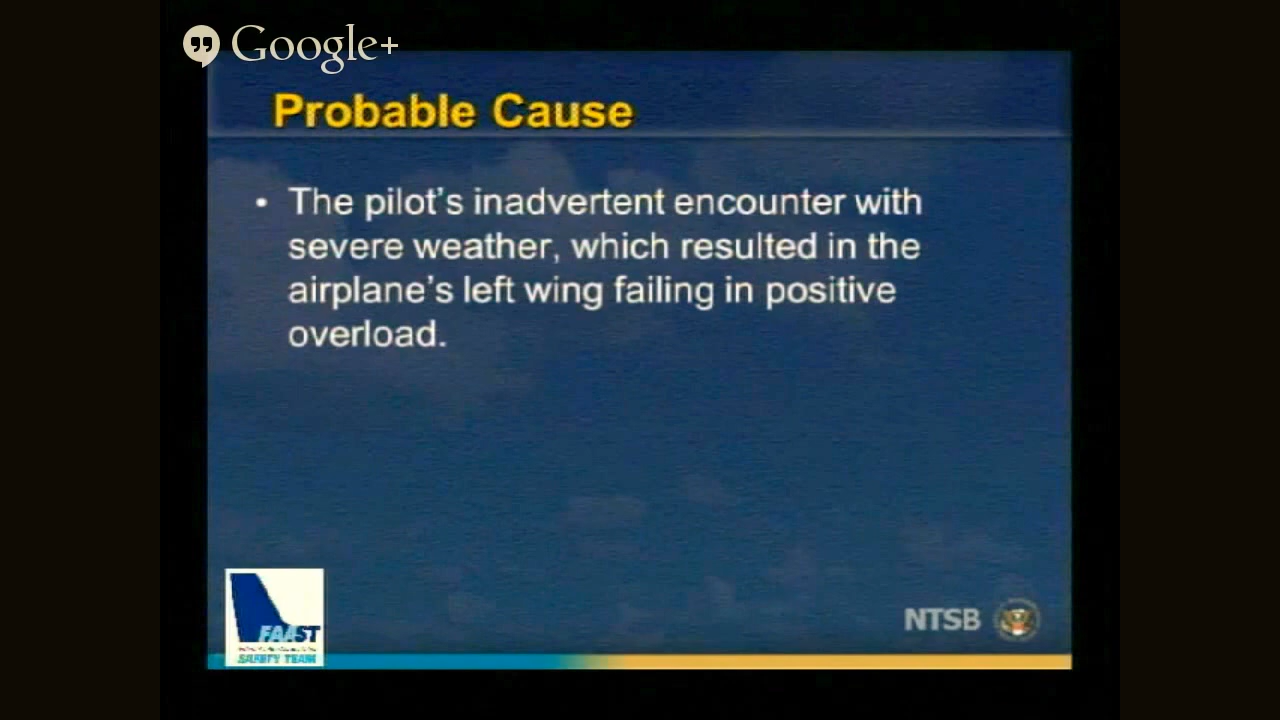 Google+
Probable Cause
• The pilot’s inadvertent encounter with
severe weather, which resulted in the
airplane’s left wing failing in positive
overload.
FAAST
SAFETY TEAM
NTSB